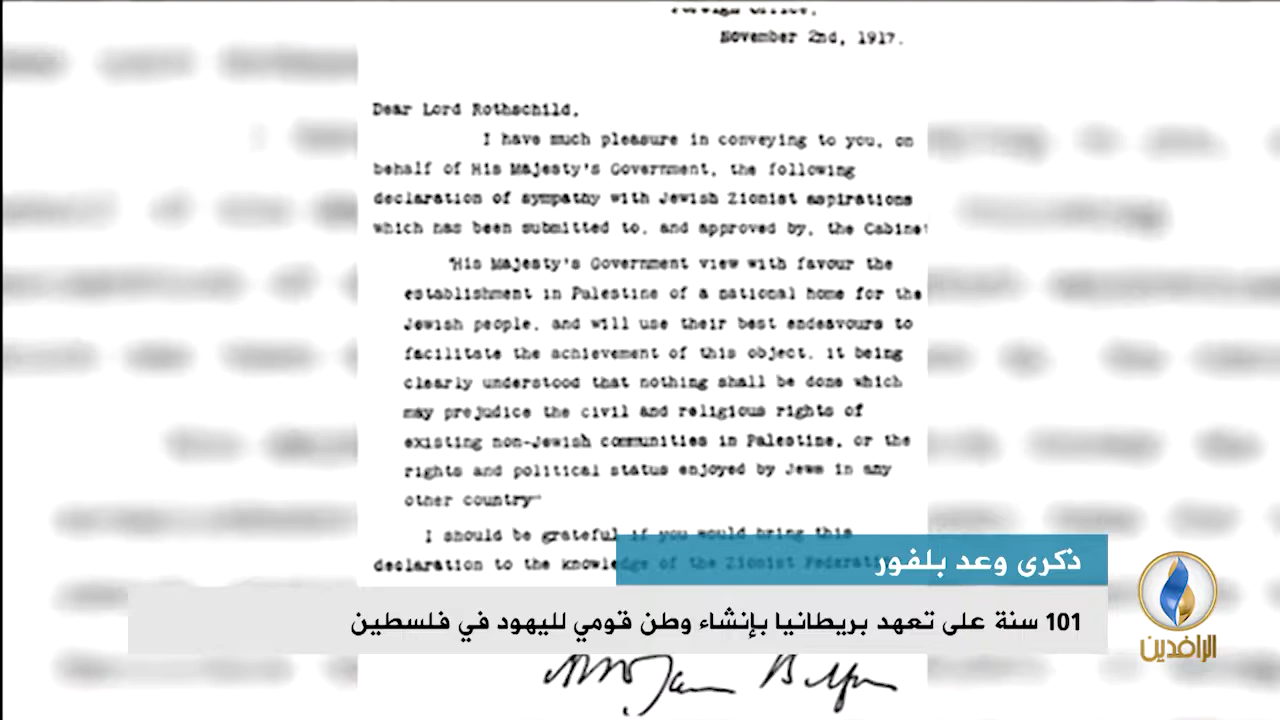 November 2nd, 1917.
Dear Lord Rothschild,
I have much pleasure in conveying to you, on
behalf of His Majesty's Government, the following
declaration of sympathy with Jewish Zionist aspirations
which has been submitted to, and approved by, the Cabinet
"His Majesty's Government view with favour the
establishment in Palestine of a national home for the
Jewish people, and will use their best endeavours to
facilitate the achievement of this object, it being
clearly understood that nothing shall be done which
may prejudice the civil and religious rights of
existing non-Jewish communities in Palestine, or the
rights and political status enjoyed by Jews in any
other country"
I should be grateful if you would bring this
declaration to the knowledge of the Zionist Federati
ذكرى وعد بلفور
101 سنة على تعهد بريطانيا بإنشاء وطن قومي لليهود في فلسطين
الرافدين